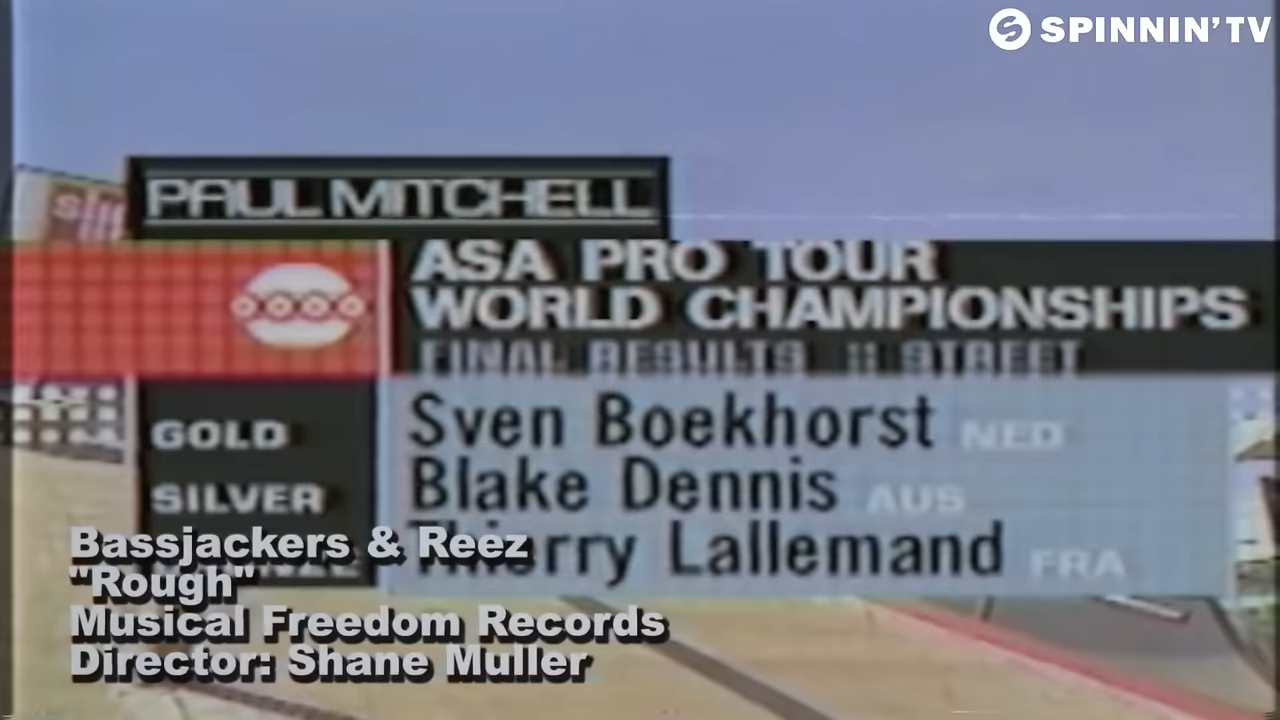 SPINNIN' TV
PAUL MITCHELL
ASA PRO TOUR
WORLD CHAMPIONSHIPS
FINAL RESULTS :: STREET
GOLD Sven Boekhorst NED
SILVER Blake Dennis AUS
Thierry Lallemand FRA
Bassjackers & Reez
"Rough"
Musical Freedom Records
Director: Shane Muller